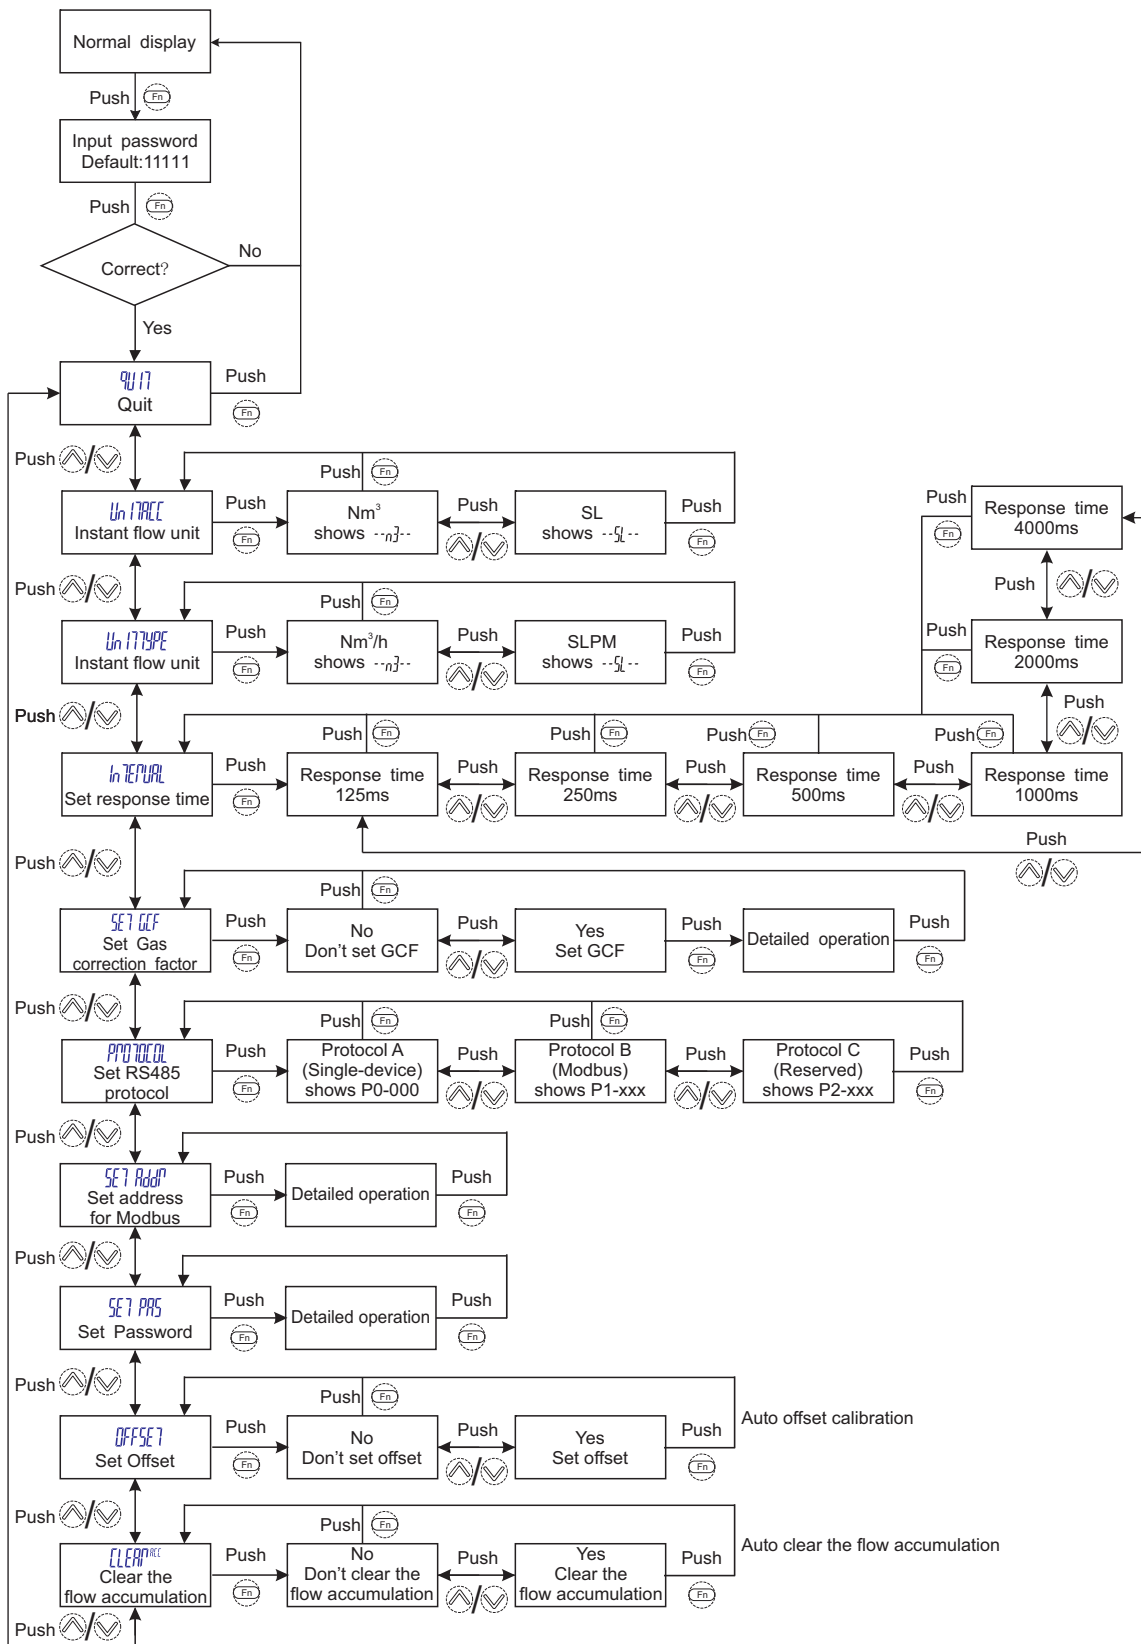 Normal display
Push Fn
Input password
Default:11111
Push Fn
Correct?
No
Yes
QUIT
Quit
Push
Fn
Push /
UnITACC
Instant flow unit
Push
Fn
Push Fn
Nm³
shows --n3--
Push
/
SL
shows --SL--
Push
Fn
Push /
UnITTYPE
Instant flow unit
Push
Fn
Push Fn
Nm³/h
shows --n3--
Push
/
SLPM
shows --SL--
Push
Fn
Push /
InTERVAL
Set response time
Push
Fn
Push Fn
Response time
125ms
Push
/
Push Fn
Response time
250ms
Push
/
Push Fn
Response time
500ms
Push
/
Push Fn
Response time
1000ms
Push
/
Push
Fn
Response time
2000ms
Push /
Push
Fn
Response time
4000ms
Push
/
Push /
SET GCF
Set Gas
correction factor
Push
Fn
Push Fn
No
Don't set GCF
Push
/
Yes
Set GCF
Push
Fn
Detailed operation
Push
Fn
Push /
PROTOCOL
Set RS485
protocol
Push
Fn
Push Fn
Protocol A
(Single-device)
shows P0-000
Push
/
Push Fn
Protocol B
(Modbus)
shows P1-xxx
Push
/
Protocol C
(Reserved)
shows P2-xxx
Push
Fn
Push /
SET AddR
Set address
for Modbus
Push
Fn
Detailed operation
Push
Fn
Push /
SET PAS
Set Password
Push
Fn
Detailed operation
Push
Fn
Push /
OFFSET
Set Offset
Push
Fn
Push Fn
No
Don't set offset
Push
/
Yes
Set offset
Push
Fn
Auto offset calibration
Push /
CLEAR ACC
Clear the
flow accumulation
Push
Fn
Push Fn
No
Don't clear the
flow accumulation
Push
/
Yes
Clear the
flow accumulation
Push
Fn
Auto clear the flow accumulation
Push /